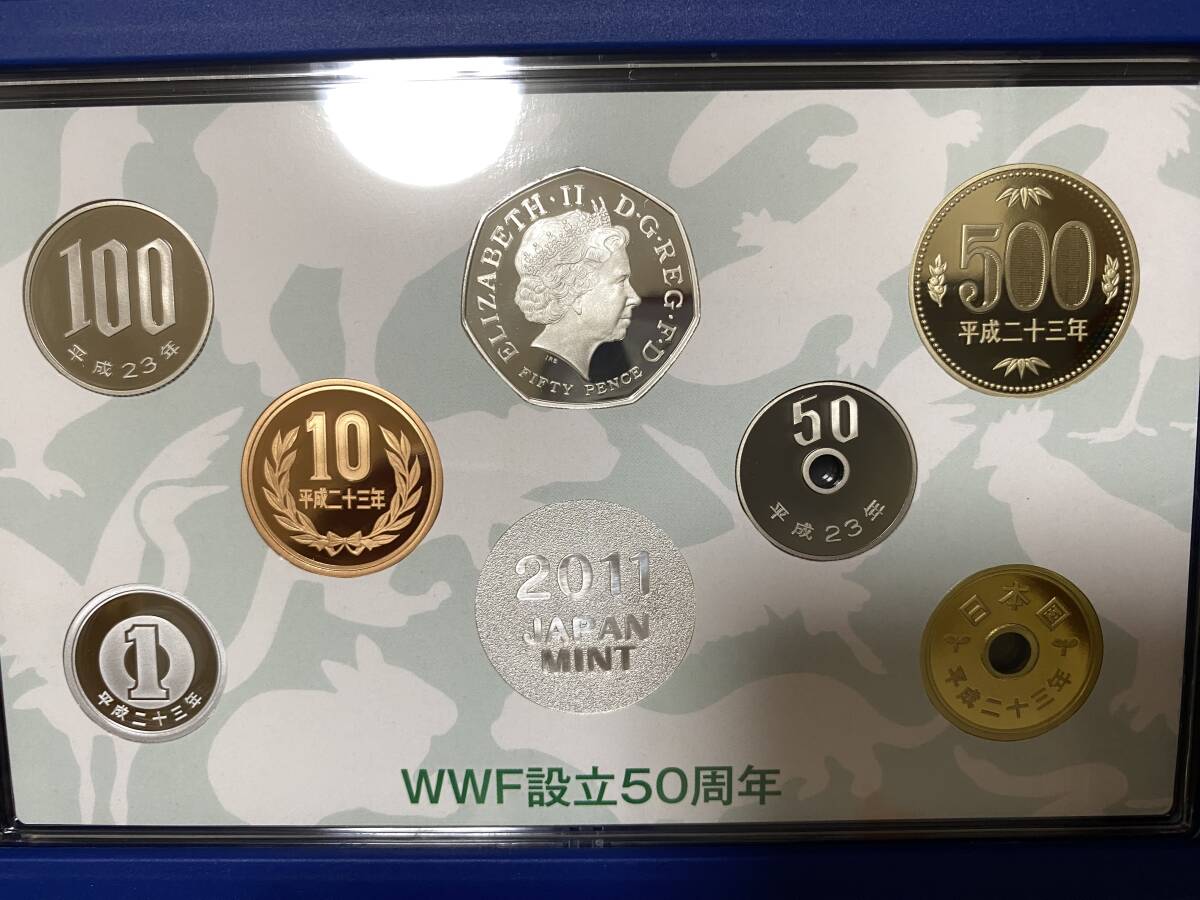 100
平成23年
ELIZABETH·II D·G·REG·F·D
FIFTY PENCE
IRB
500
平成二十三年
10
平成二十三年
50
平成23年
2011
JAPAN
MINT
1
平成二十三年
日本国
平成二十三年
WWF設立50周年